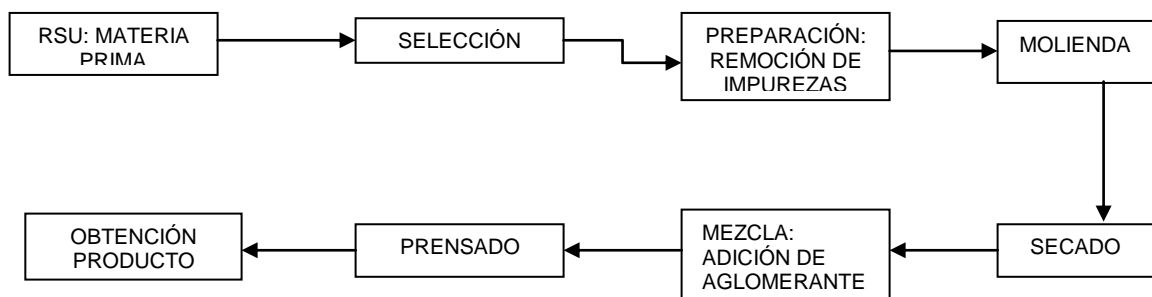 RSU: MATERIA
PRIMA
SELECCIÓN
PREPARACIÓN:
REMOCIÓN DE
IMPUREZAS
MOLIENDA
SECADO
MEZCLA:
ADICIÓN DE
AGLOMERANTE
PRENSADO
OBTENCIÓN
PRODUCTO